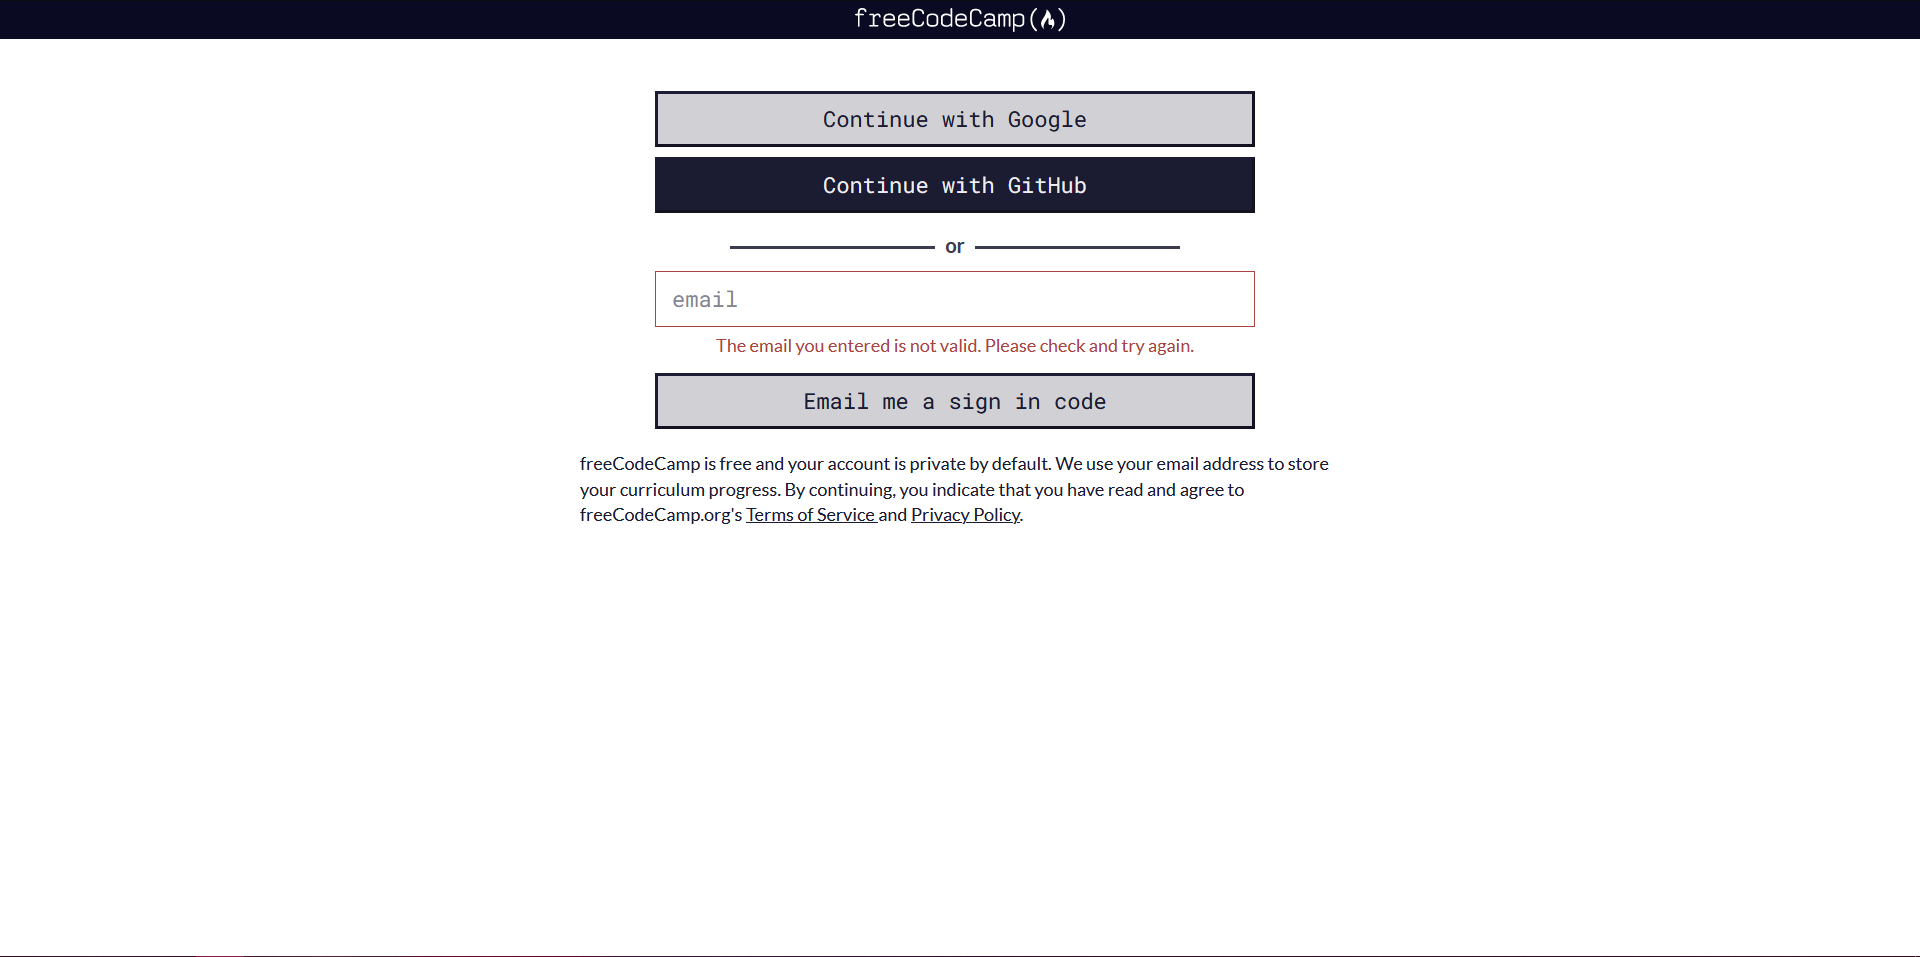 freeCodeCamp
Continue with Google
Continue with GitHub
or
email
The email you entered is not valid. Please check and try again.
Email me a sign in code
freeCodeCamp is free and your account is private by default. We use your email address to store
your curriculum progress. By continuing, you indicate that you have read and agree to
freeCodeCamp.org's Terms of Service and Privacy Policy.